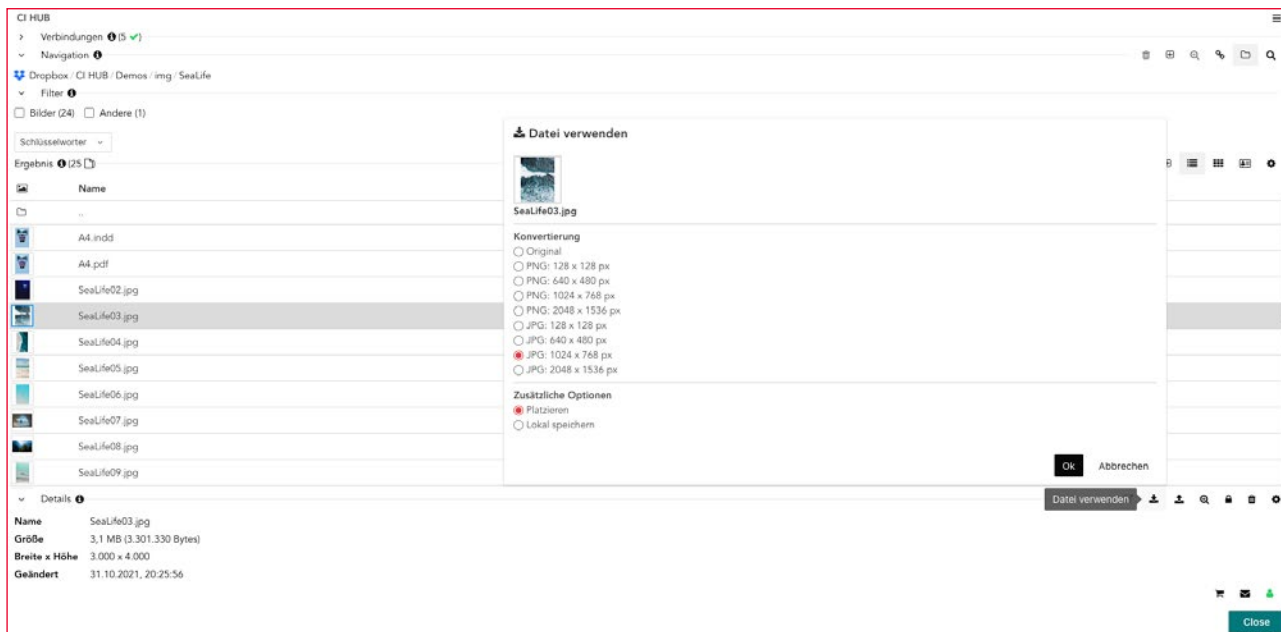 CI HUB
Verbindungen (5 ✔)
Navigation
Dropbox / CI HUB / Demos / img / SeaLife
Filter
Bilder (24) Andere (1)
Schlüsselworter
Ergebnis (25
Name
..
A4.indd
A4.pdf
SeaLife02.jpg
SeaLife03.jpg
SeaLife04.jpg
SeaLife05.jpg
SeaLife06.jpg
SeaLife07.jpg
SeaLife08.jpg
SeaLife09.jpg
Datei verwenden
SeaLife03.jpg
Konvertierung
Original
PNG: 128 x 128 px
PNG: 640 x 480 px
PNG: 1024 x 768 px
PNG: 2048 x 1536 px
JPG: 128 x 128 px
JPG: 640 x 480 px
JPG: 1024 x 768 px
JPG: 2048 x 1536 px
Zusätzliche Optionen
Platzieren
Lokal speichern
Ok Abbrechen
Details
Datei verwenden
Name SeaLife03.jpg
Größe 3,1 MB (3.301.330 Bytes)
Breite x Höhe 3.000 x 4.000
Geändert 31.10.2021, 20:25:56
Close